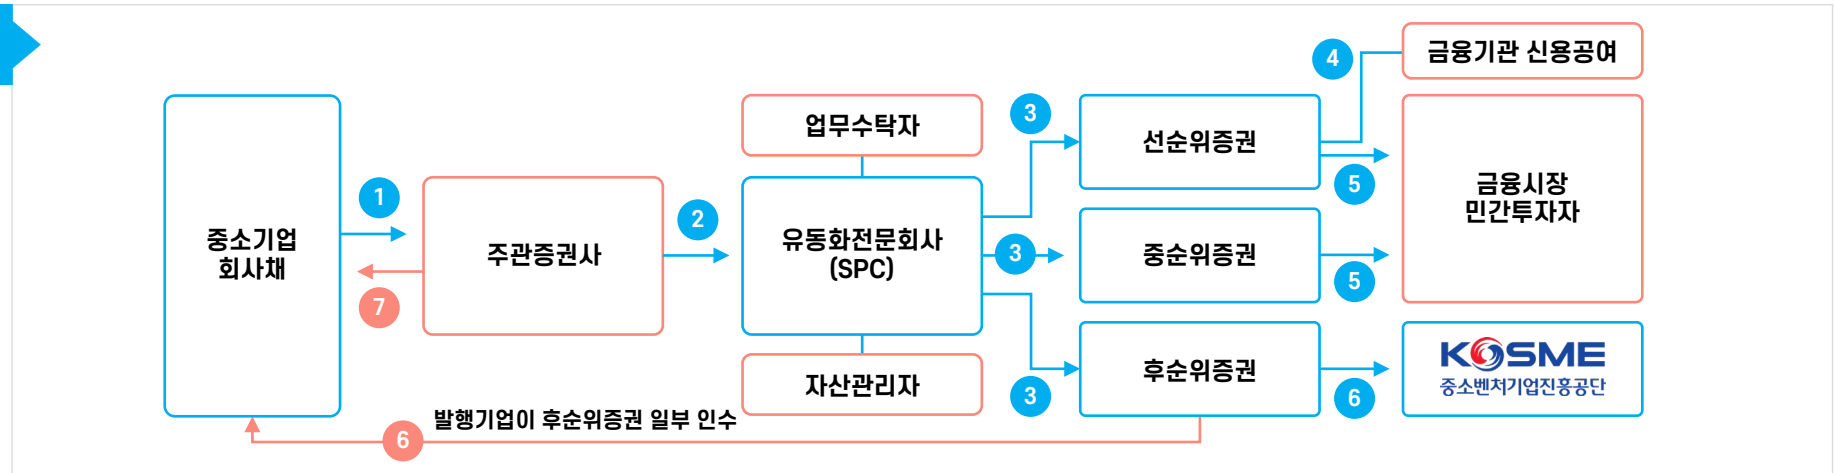 중소기업
회사채
1
7
주관증권사
2
업무수탁자
유동화전문회사
(SPC)
자산관리자
3
3
3
선순위증권
중순위증권
후순위증권
4
5
5
6
금융기관 신용공여
금융시장
민간투자자
KOSME
중소벤처기업진흥공단
발행기업이 후순위증권 일부 인수
6